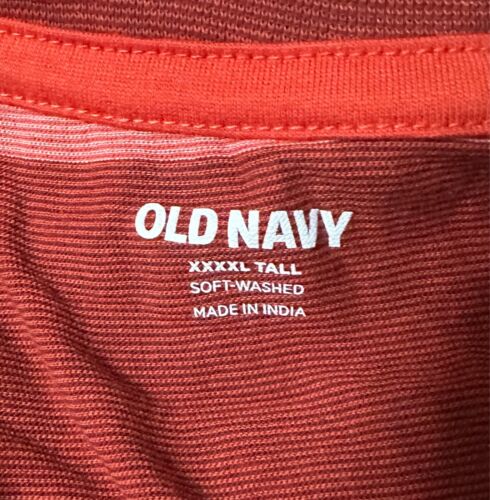 OLD NAVY
XXXXL TALL
SOFT-WASHED
MADE IN INDIA